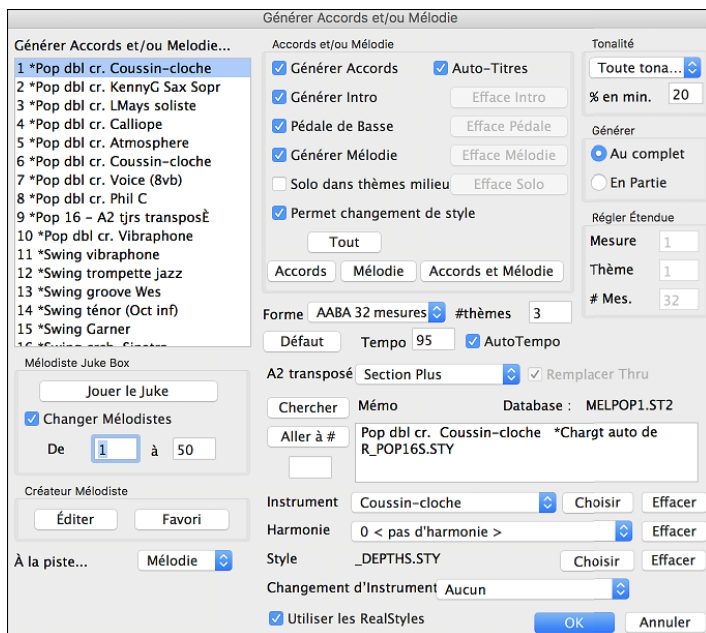 Générer Accords et/ou Mélodie
Générer Accords et/ou Melodie...
1 *Pop dbl cr. Coussin-cloche
2 *Pop dbl cr. KennyG Sax Sopr
3 *Pop dbl cr. LMays soliste
4 *Pop dbl cr. Calliope
5 *Pop dbl cr. Atmosphere
6 *Pop dbl cr. Coussin-cloche
7 *Pop dbl cr. Voice (8vb)
8 *Pop dbl cr. Phil C
9 *Pop 16 - A2 tjrs transposÈ
10 *Pop dbl cr. Vibraphone
11 *Swing vibraphone
12 *Swing trompette jazz
13 *Swing groove Wes
14 *Swing ténor (Oct inf)
15 *Swing Garner
Mélodiste Juke Box
Jouer le Juke
Changer Mélodistes
De 1 à 50
Créateur Mélodiste
Éditer Favori
À la piste... Mélodie
Accords et/ou Mélodie
Générer Accords Auto-Titres
Générer Intro Efface Intro
Pédale de Basse Efface Pédale
Générer Mélodie Efface Mélodie
Solo dans thèmes milieu Efface Solo
Permet changement de style
Tout
Accords Mélodie Accords et Mélodie
Forme AABA 32 mesures #thèmes 3
Défaut Tempo 95 AutoTempo
A2 transposé Section Plus Remplacer Thru
Chercher Mémo Database : MELPOP1.ST2
Aller à # Pop dbl cr. Coussin-cloche *Chargt auto de
R_POP16S.STY
Instrument Coussin-cloche Choisir Effacer
Harmonie 0 < pas d'harmonie > Effacer
Style _DEPTHS.STY Choisir Effacer
Changement d'Instrument Aucun
Utiliser les RealStyles OK Annuler
Tonalité
Toute tona...
% en min. 20
Générer
Au complet
En Partie
Régler Étendue
Mesure 1
Thème 1
# Mes. 32